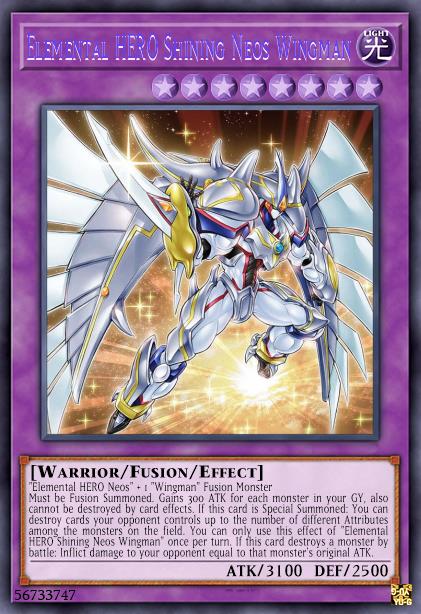 Elemental HERO Shining Neos Wingman
LIGHT
光
[Warrior/Fusion/Effect]
"Elemental HERO Neos" + 1 "Wingman" Fusion Monster
Must be Fusion Summoned. Gains 300 ATK for each monster in your GY, also
cannot be destroyed by card effects. If this card is Special Summoned: You can
destroy cards your opponent controls up to the number of different Attributes
among the monsters on the field. You can only use this effect of "Elemental
HERO Shining Neos Wingman" once per turn. If this card destroys a monster by
battle: Inflict damage to your opponent equal to that monster's original ATK.
ATK/3100 DEF/2500
56733747